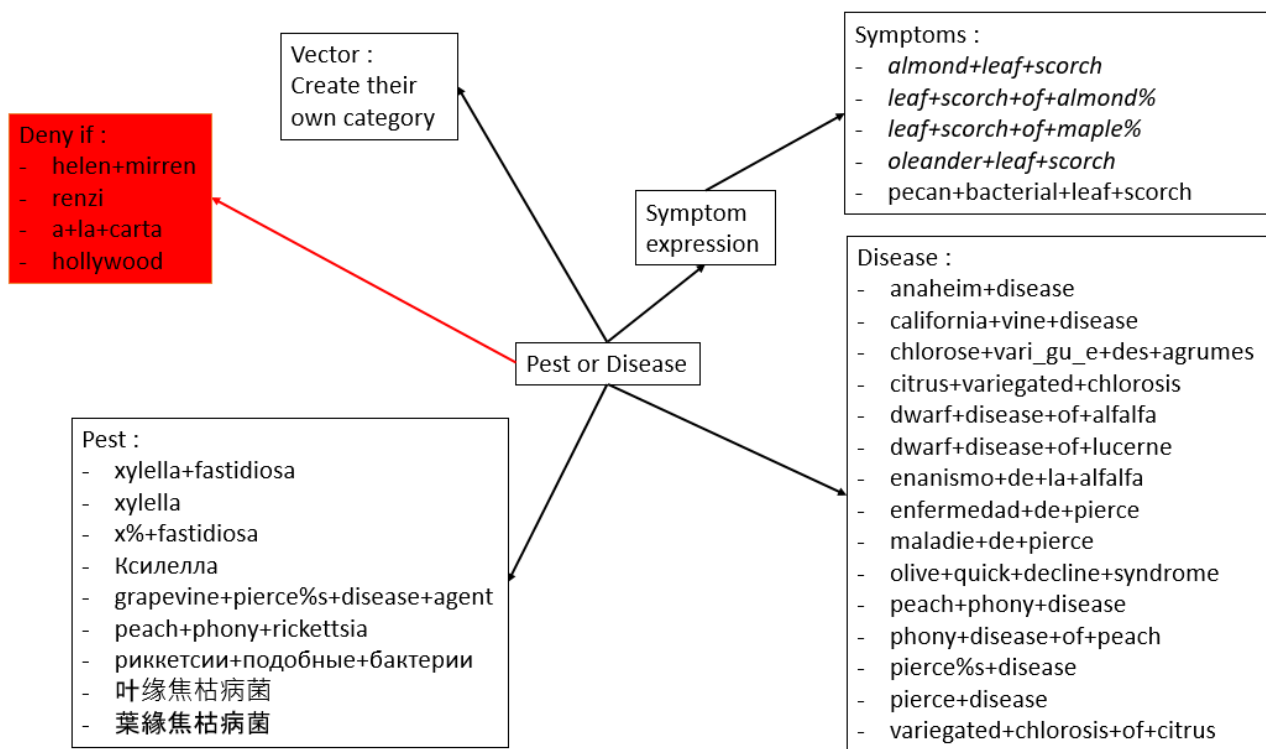 Vector :
Create their
own category
Symptoms :
- almond+leaf+scorch
- leaf+scorch+of+almond%
- leaf+scorch+of+maple%
- oleander+leaf+scorch
- pecan+bacterial+leaf+scorch
Deny if :
- helen+mirren
- renzi
- a+la+carta
- hollywood
Symptom
expression
Pest or Disease
Disease :
- anaheim+disease
- california+vine+disease
- chlorose+vari_gu_e+des+agrumes
- citrus+variegated+chlorosis
- dwarf+disease+of+alfalfa
- dwarf+disease+of+lucerne
- enanismo+de+la+alfalfa
- enfermedad+de+pierce
- maladie+de+pierce
- olive+quick+decline+syndrome
- peach+phony+disease
- phony+disease+of+peach
- pierce%s+disease
- pierce+disease
- variegated+chlorosis+of+citrus
Pest :
- xylella+fastidiosa
- xylella
- x%+fastidiosa
- Ксилелла
- grapevine+pierce%s+disease+agent
- peach+phony+rickettsia
- риккетсии+подобные+бактерии
- 叶缘焦枯病菌
- 葉緣焦枯病菌